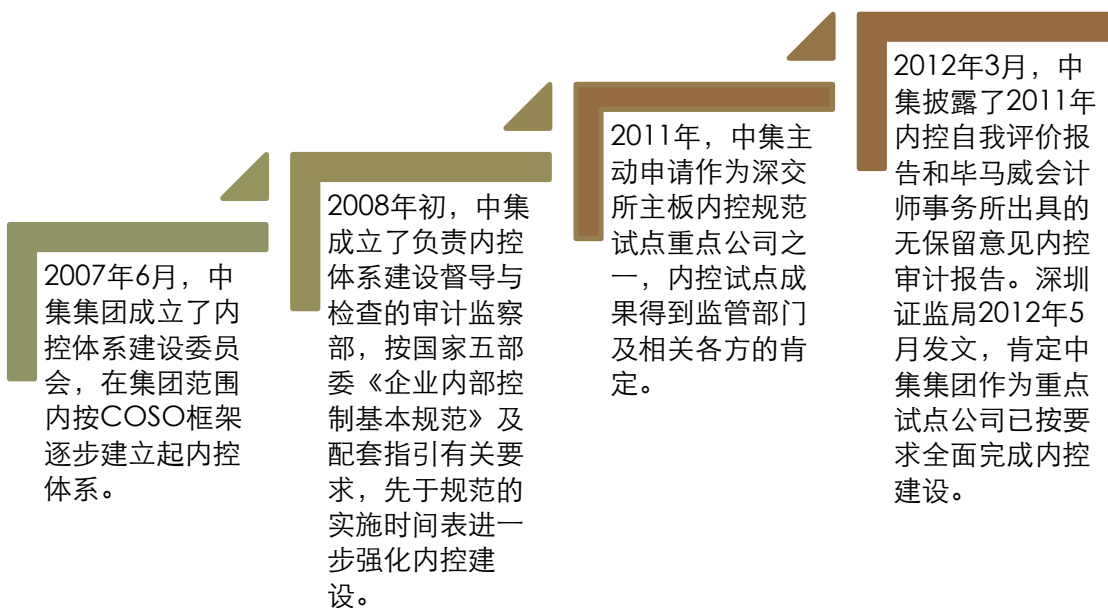 2007年6月，中
集集团成立了内
控体系建设委员
会，在集团范围
内按COSO框架
逐步建立起内控
体系。
2008年初，中集
成立了负责内控
体系建设督导与
检查的审计监察
部，按国家五部
委《企业内部控
制基本规范》及
配套指引有关要
求，先于规范的
实施时间表进一
步强化内控建
设。
2011年，中集主
动申请作为深交
所主板内控规范
试点重点公司之
一，内控试点成
果得到监管部门
及相关各方的肯
定。
2012年3月，中
集披露了2011年
内控自我评价报
告和毕马威会计
师事务所出具的
无保留意见内控
审计报告。深圳
证监局2012年5
月发文，肯定中
集集团作为重点
试点公司已按要
求全面完成内控
建设。